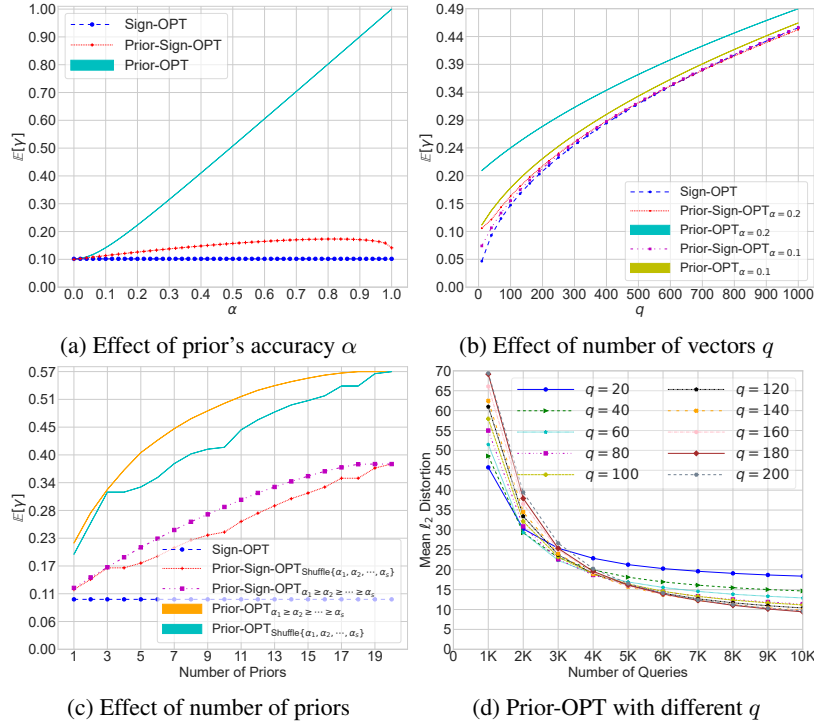 1.00
0.90
0.80
0.70
0.60
0.50
0.40
0.30
0.20
0.10
0.00
𝔼[γ]
Sign-OPT
Prior-Sign-OPT
Prior-OPT
0.0 0.1 0.2 0.3 0.4 0.5 0.6 0.7 0.8 0.9 1.0
α
(a) Effect of prior's accuracy α
0.49
0.44
0.39
0.34
0.29
0.24
0.20
0.15
0.10
0.05
0.00
𝔼[γ]
Sign-OPT
Prior-Sign-OPTα=0.2
Prior-OPTα=0.2
Prior-Sign-OPTα=0.1
Prior-OPTα=0.1
0 100 200 300 400 500 600 700 800 900 1000
q
(b) Effect of number of vectors q
0.57
0.51
0.45
0.40
0.34
0.28
0.23
0.17
0.11
0.06
0.00
𝔼[γ]
Sign-OPT
Prior-Sign-OPTShuffle{α1, α2, ⋯, αs}
Prior-Sign-OPTα1 ≥ α2 ≥ ⋯ ≥ αs
Prior-OPTα1 ≥ α2 ≥ ⋯ ≥ αs
Prior-OPTShuffle{α1, α2, ⋯, αs}
1 3 5 7 9 11 13 15 17 19
Number of Priors
(c) Effect of number of priors
70
65
60
55
50
45
40
35
30
25
20
15
10
5
0
Mean ℓ2 Distortion
q = 20
q = 40
q = 60
q = 80
q = 100
q = 120
q = 140
q = 160
q = 180
q = 200
0 1K 2K 3K 4K 5K 6K 7K 8K 9K 10K
Number of Queries
(d) Prior-OPT with different q